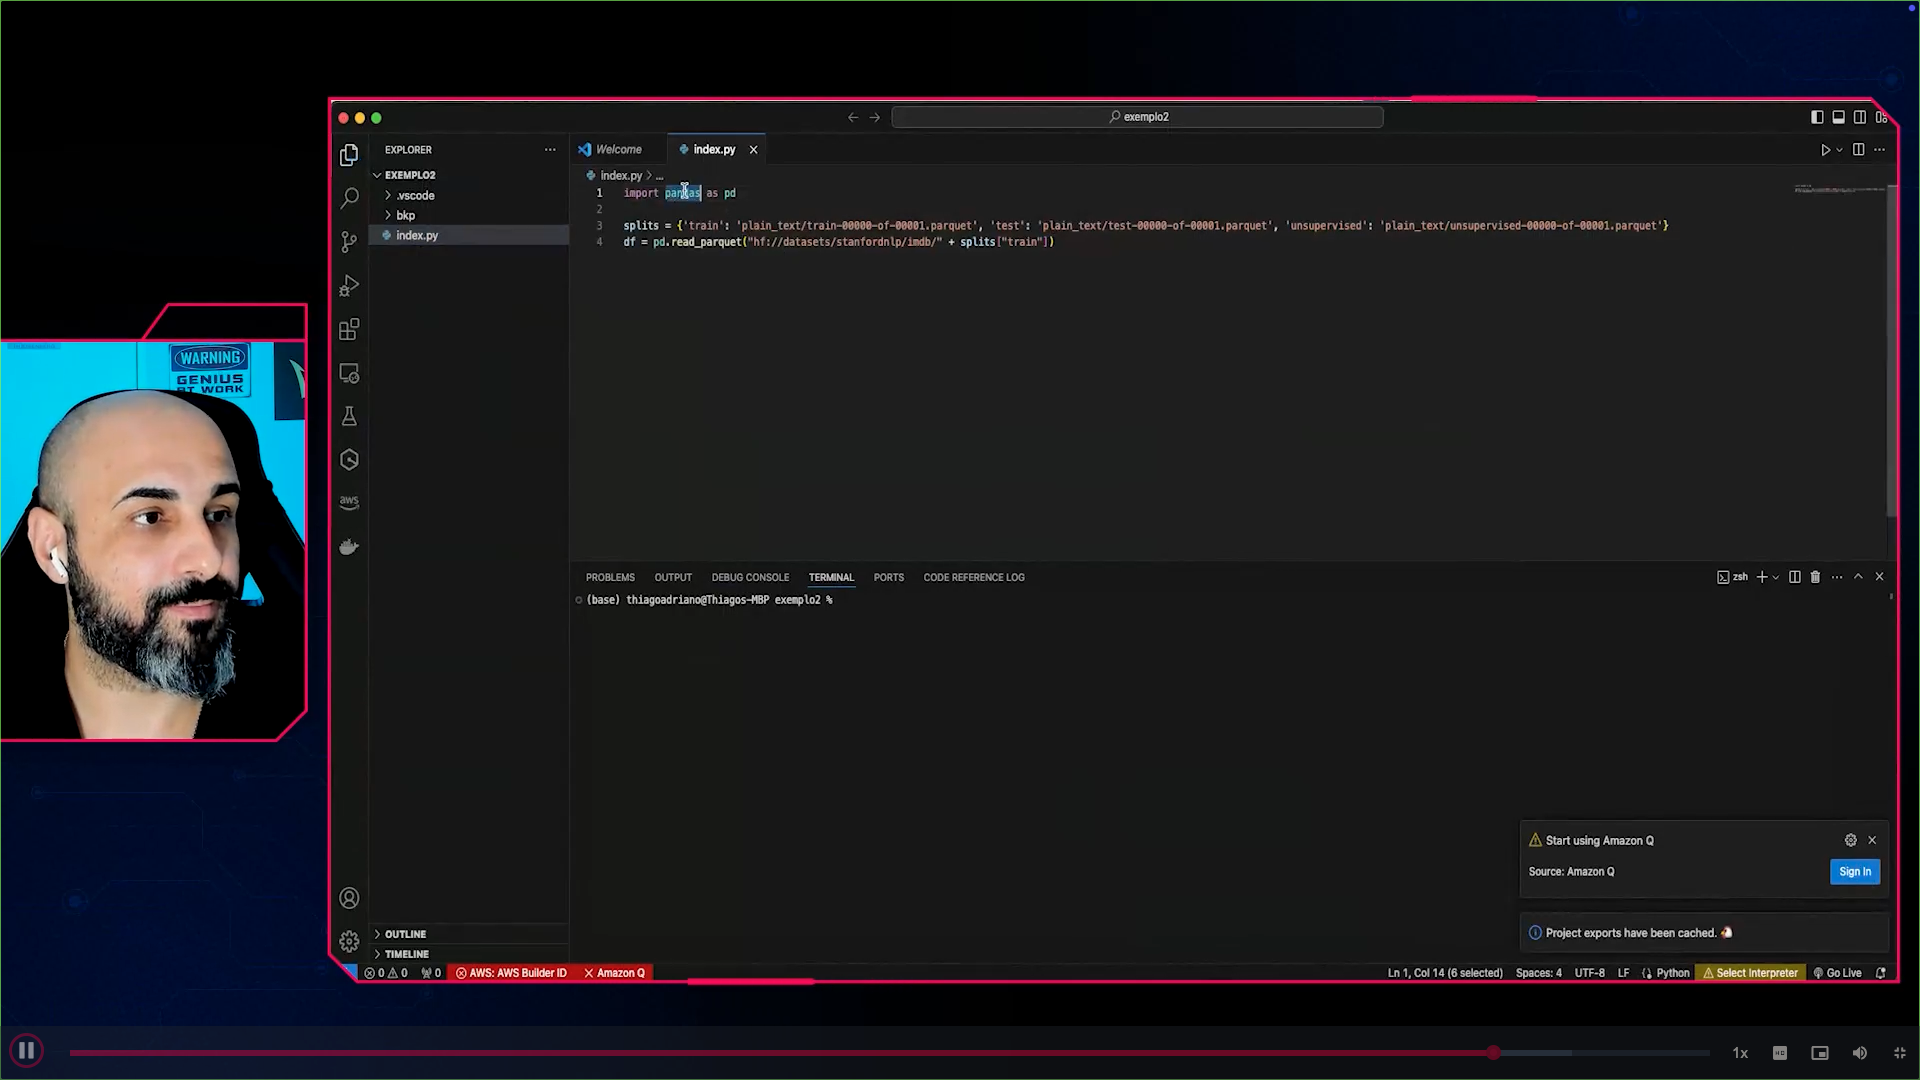 WARNING
GENIUS
AT WORK
exemplo2
EXPLORER
EXEMPLO2
.vscode
bkp
index.py
OUTLINE
TIMELINE
aws
Welcome
index.py
index.py > ...
1 import pandas as pd
2
3 splits = {'train': 'plain_text/train-00000-of-00001.parquet', 'test': 'plain_text/test-00000-of-00001.parquet', 'unsupervised': 'plain_text/unsupervised-00000-of-00001.parquet'}
4 df = pd.read_parquet("hf://datasets/stanfordnlp/imdb/" + splits["train"])
PROBLEMS OUTPUT DEBUG CONSOLE TERMINAL PORTS CODE REFERENCE LOG
zsh
(base) thiagoadriano@Thiagos-MBP exemplo2 %
Start using Amazon Q
Source: Amazon Q
Sign In
Project exports have been cached.
0 0 0 AWS: AWS Builder ID Amazon Q
Ln 1, Col 14 (6 selected) Spaces: 4 UTF-8 LF Python Select Interpreter Go Live
1x